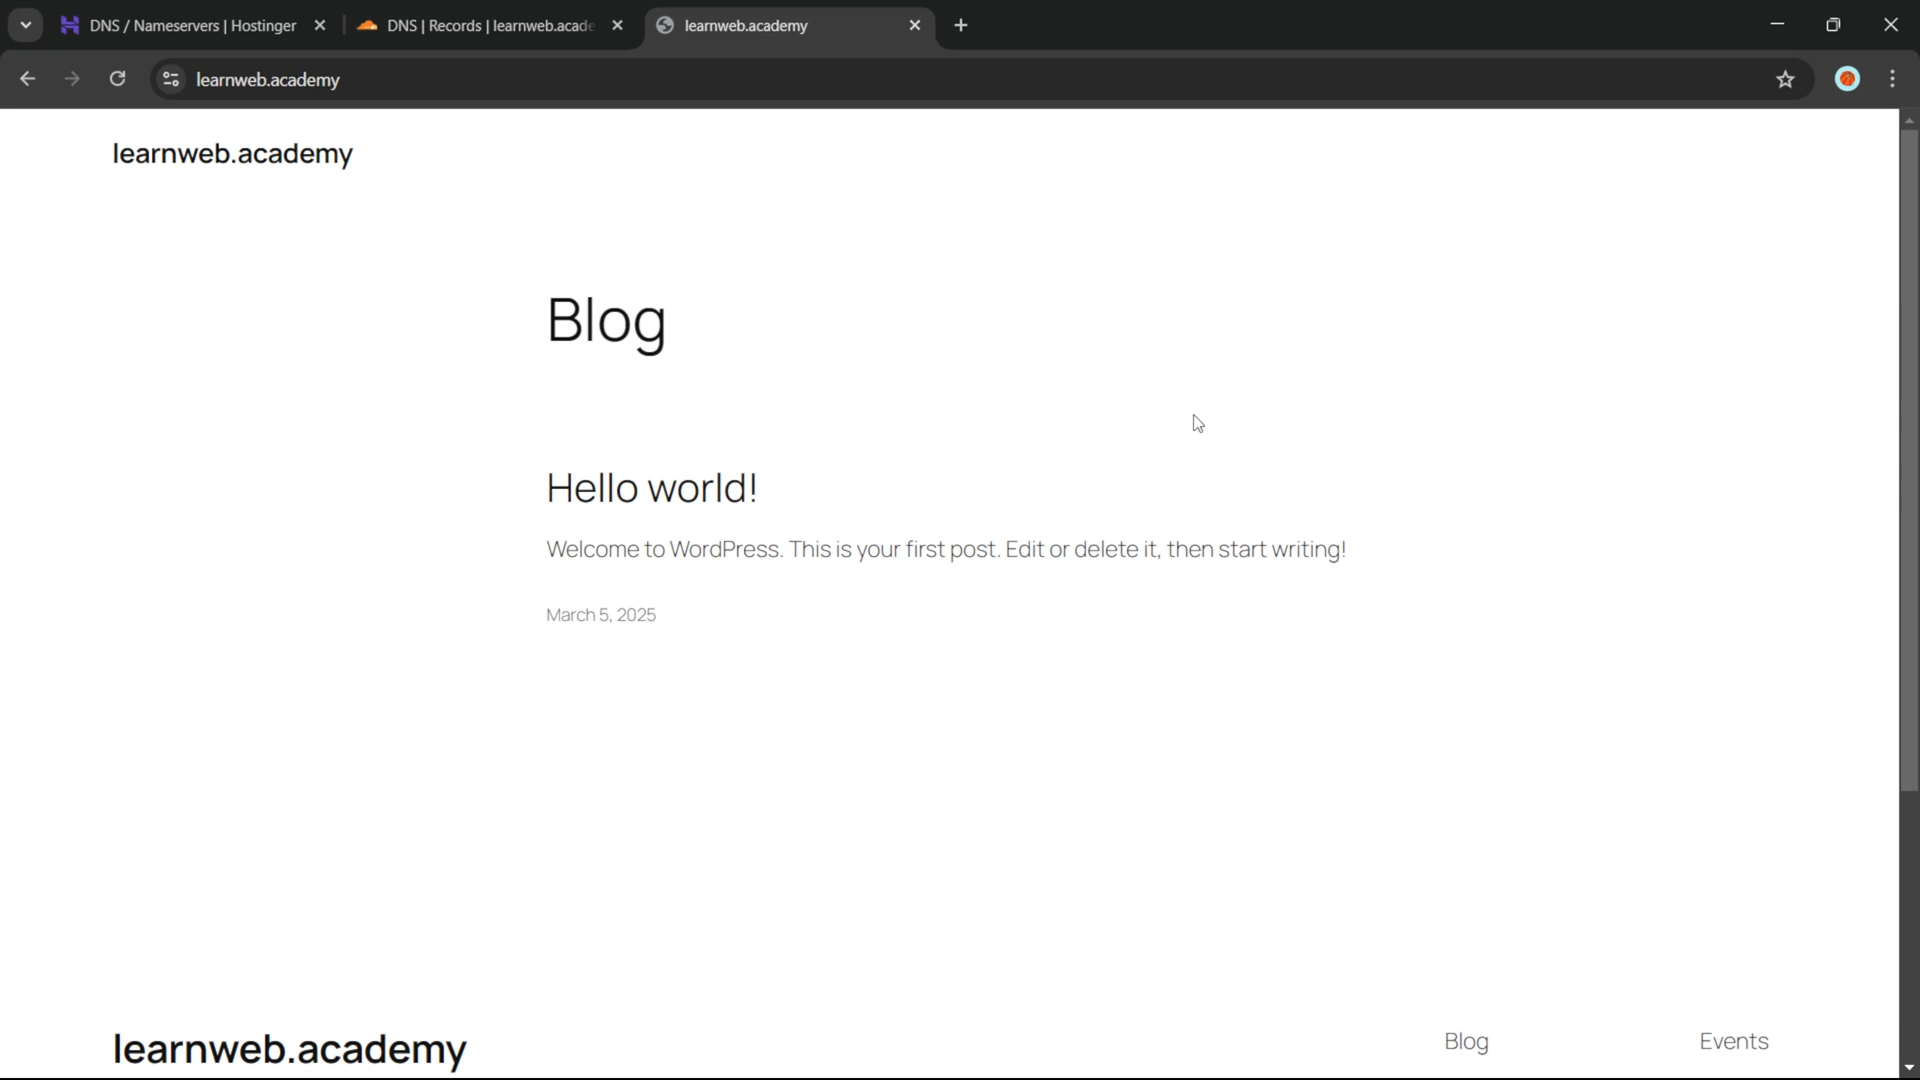 DNS / Nameservers | Hostinger
DNS | Records | learnweb.acade
learnweb.academy
learnweb.academy
learnweb.academy
Blog
Hello world!
Welcome to WordPress. This is your first post. Edit or delete it, then start writing!
March 5, 2025
learnweb.academy
Blog
Events